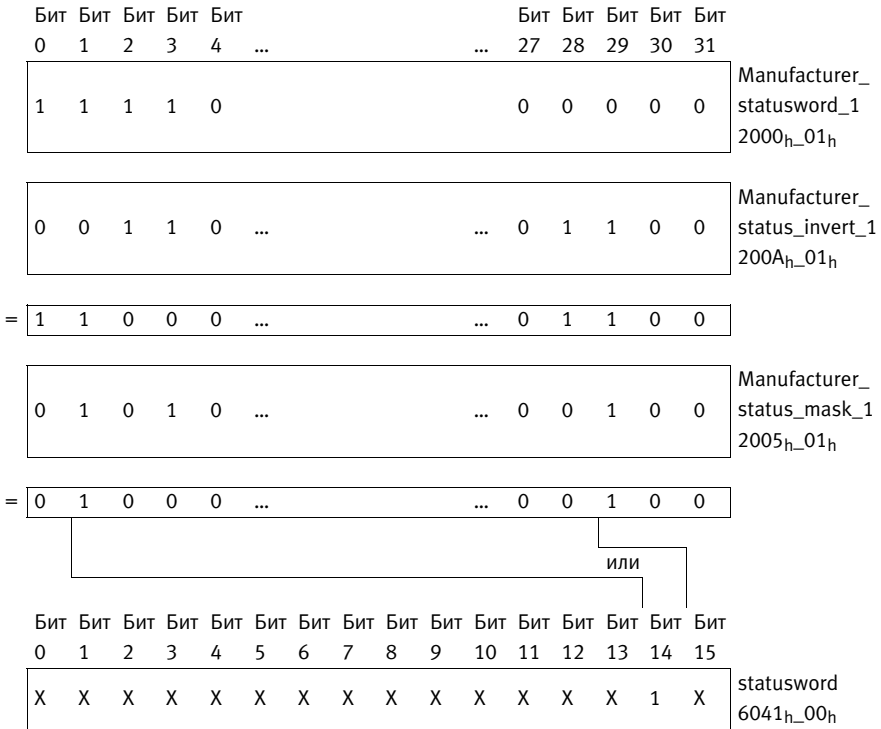 Бит Бит Бит Бит Бит Бит Бит Бит Бит Бит
0 1 2 3 4 ... ... 27 28 29 30 31
Manufacturer_
1 1 1 1 0 0 0 0 0 0 statusword_1
2000h_01h
Manufacturer_
0 0 1 1 0 ... ... 0 1 1 0 0 status_invert_1
200Ah_01h
= 1 1 0 0 0 ... ... 0 1 1 0 0
Manufacturer_
0 1 0 1 0 ... ... 0 0 1 0 0 status_mask_1
2005h_01h
= 0 1 0 0 0 ... ... 0 0 1 0 0
или
Бит Бит Бит Бит Бит Бит Бит Бит Бит Бит Бит Бит Бит Бит Бит Бит
0 1 2 3 4 5 6 7 8 9 10 11 12 13 14 15
X X X X X X X X X X X X X X 1 X statusword
6041h_00h